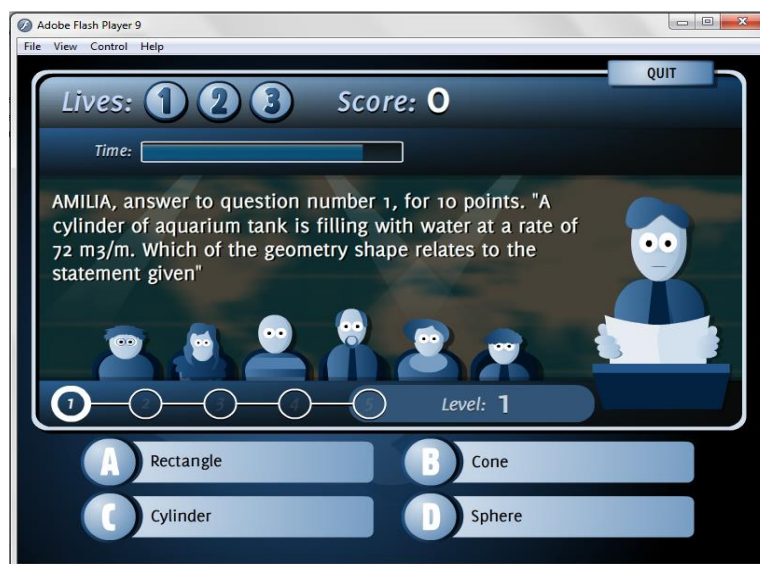 Adobe Flash Player 9
File View Control Help
QUIT
Lives: 1 2 3 Score: 0
Time:
AMILIA, answer to question number 1, for 10 points. "A
cylinder of aquarium tank is filling with water at a rate of
72 m3/m. Which of the geometry shape relates to the
statement given"
1 2 3 4 5 Level: 1
A Rectangle B Cone
C Cylinder D Sphere